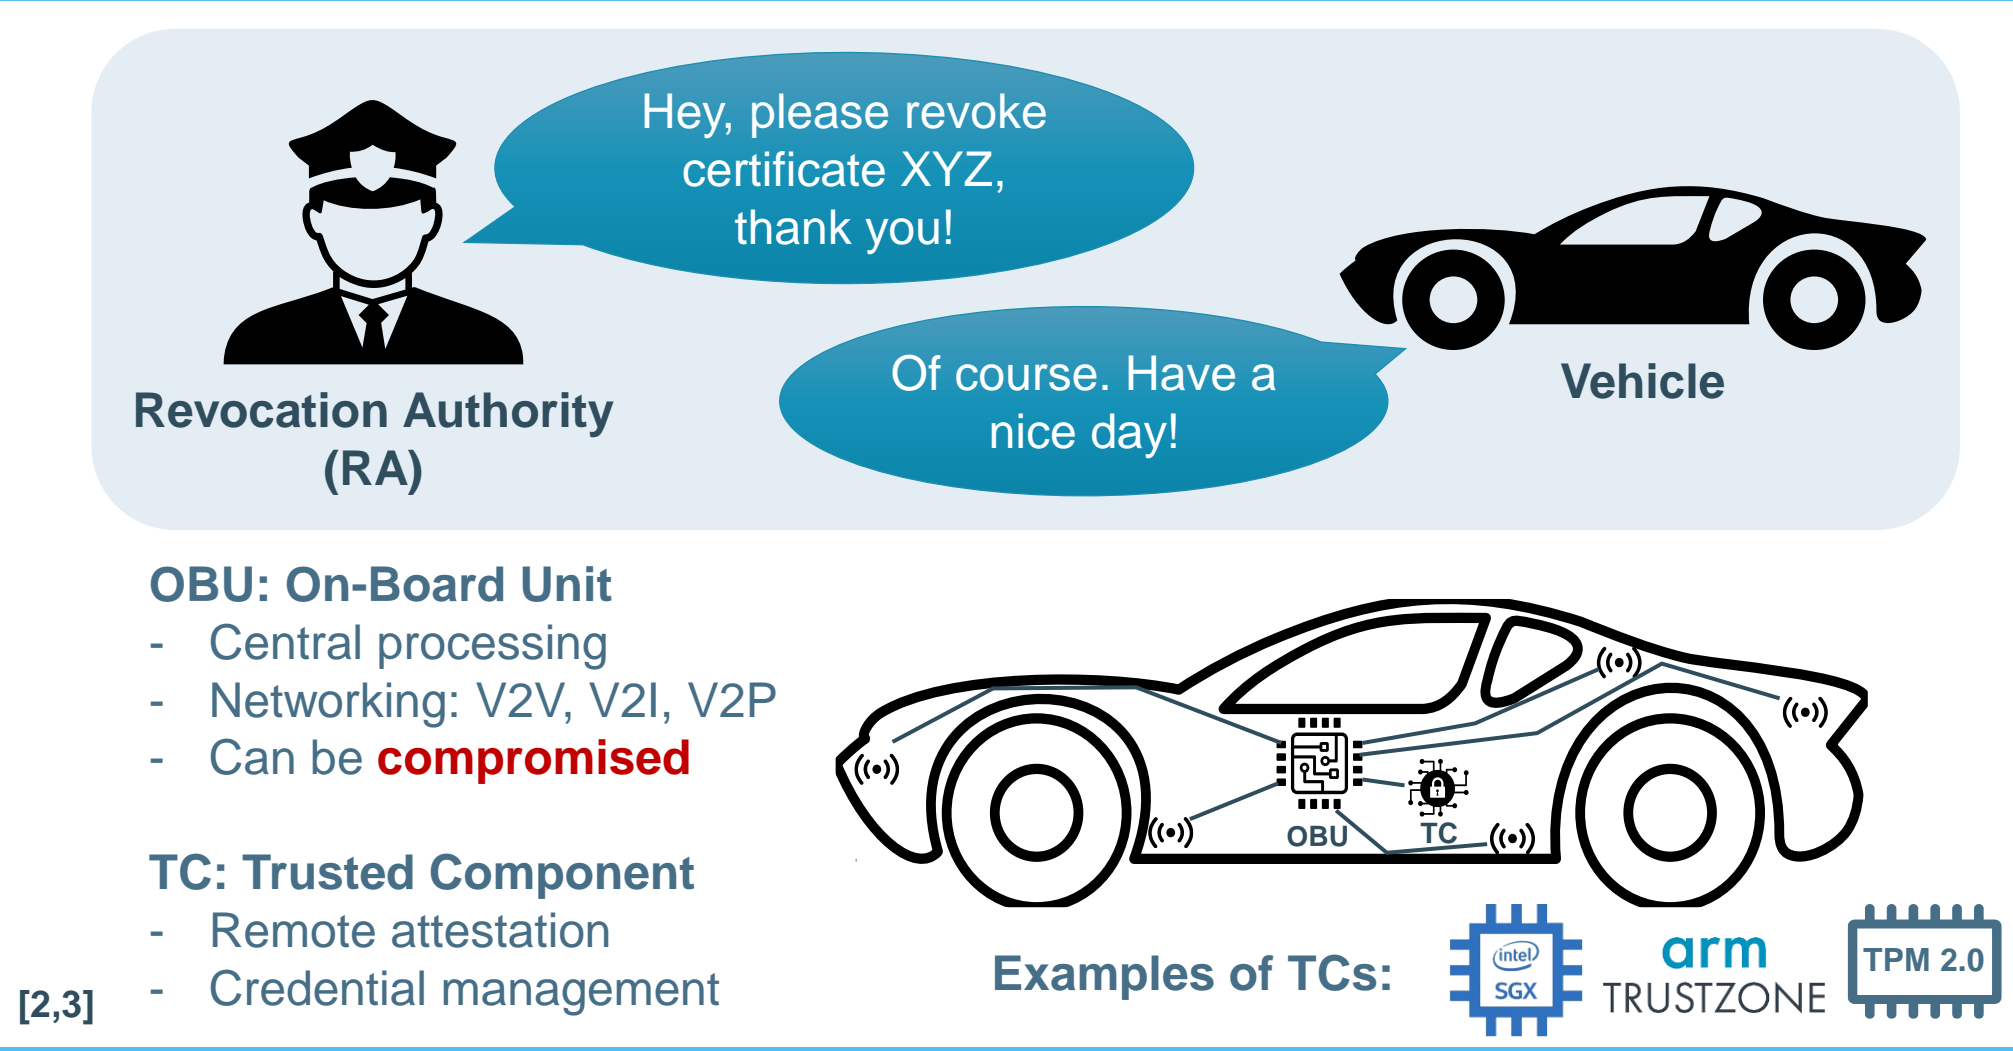 Hey, please revoke
certificate XYZ,
thank you!
Of course. Have a
nice day!
Revocation Authority
(RA)
Vehicle
OBU: On-Board Unit
- Central processing
- Networking: V2V, V2I, V2P
- Can be compromised
TC: Trusted Component
- Remote attestation
- Credential management
[2,3]
OBU
TC
Examples of TCs:
intel
SGX
arm
TRUSTZONE
TPM 2.0